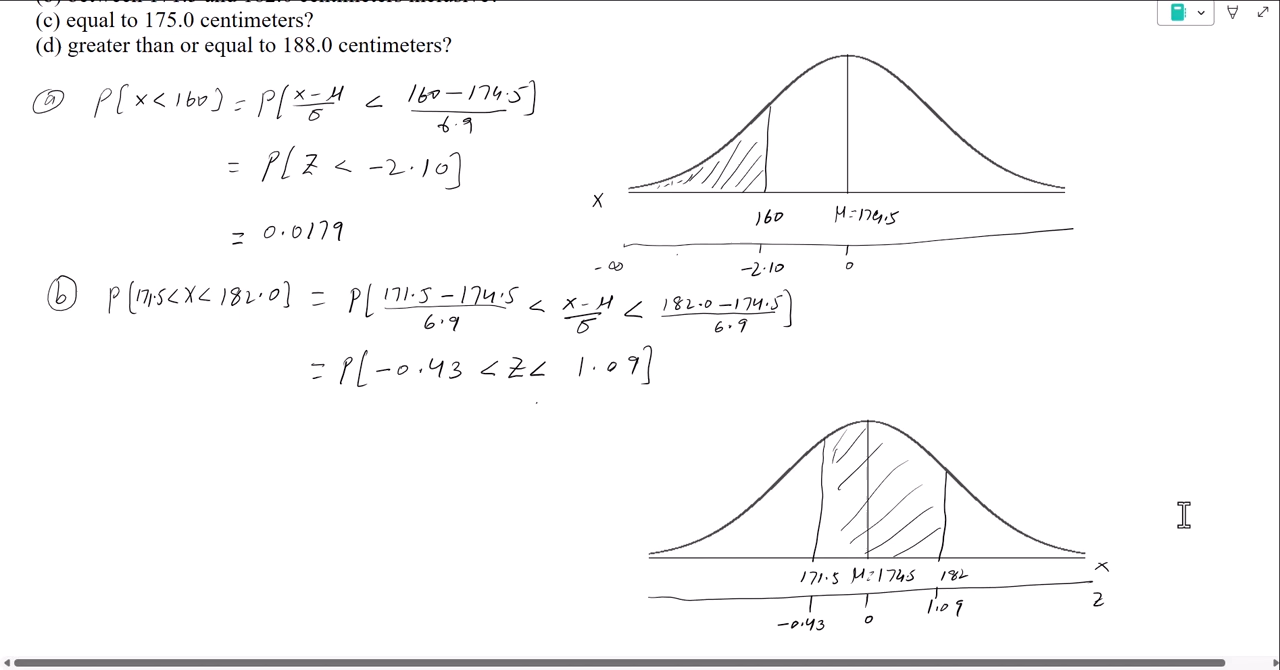 (c) equal to 175.0 centimeters?
(d) greater than or equal to 188.0 centimeters?
(a) P[X<160] = P[(x-μ)/σ < (160-174.5)/6.9]
= P[Z < -2.10]
= 0.0179
X
160 μ=174.5
-∞ -2.10 0
(b) P[171.5<X<182.0] = P[(171.5-174.5)/6.9 < (x-μ)/σ < (182.0-174.5)/6.9]
= P[-0.43 <Z< 1.09]
171.5 μ=174.5 182 x
-0.43 0 1.09 Z